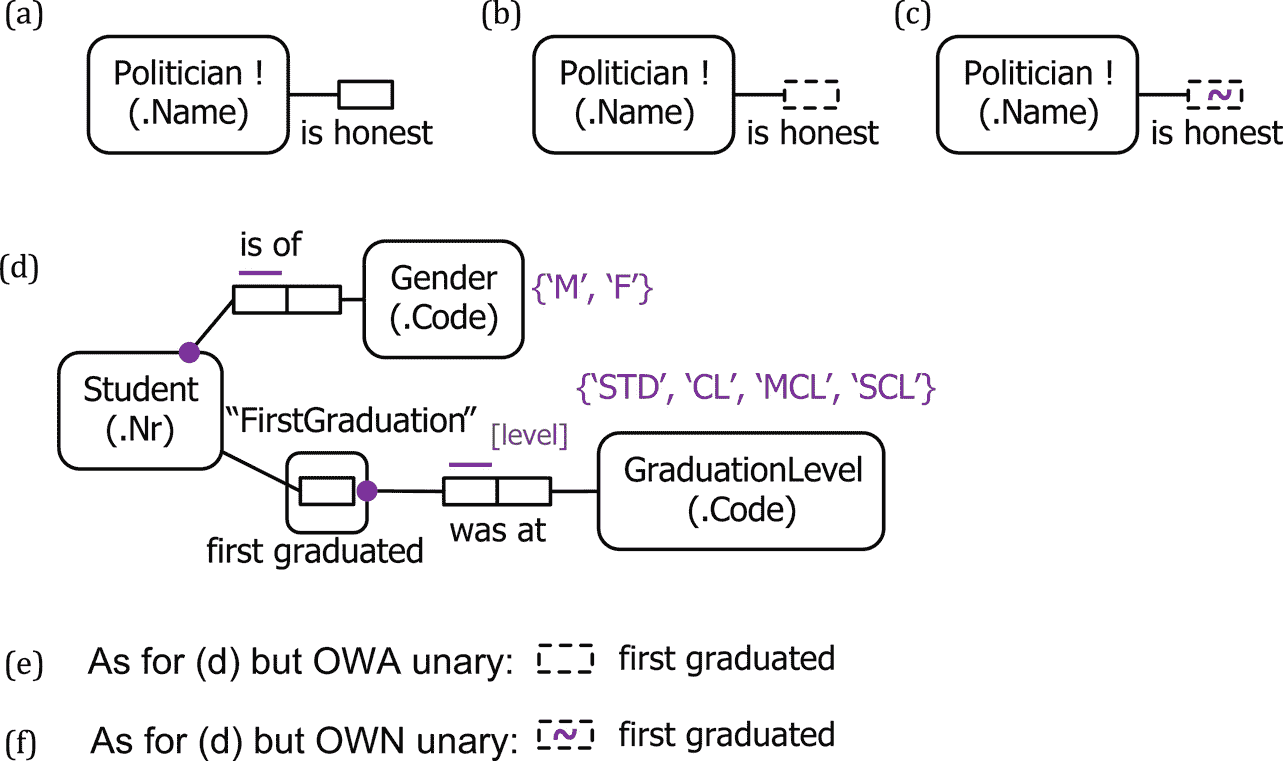 (a)
Politician !
(.Name)
is honest
(b)
Politician !
(.Name)
is honest
(c)
Politician !
(.Name)
~
is honest
(d)
is of
Gender
(.Code)
{‘M’, ‘F’}
Student
(.Nr)
{‘STD’, ‘CL’, ‘MCL’, ‘SCL’}
“FirstGraduation”
[level]
GraduationLevel
(.Code)
was at
first graduated
(e) As for (d) but OWA unary: first graduated
(f) As for (d) but OWN unary: ~ first graduated